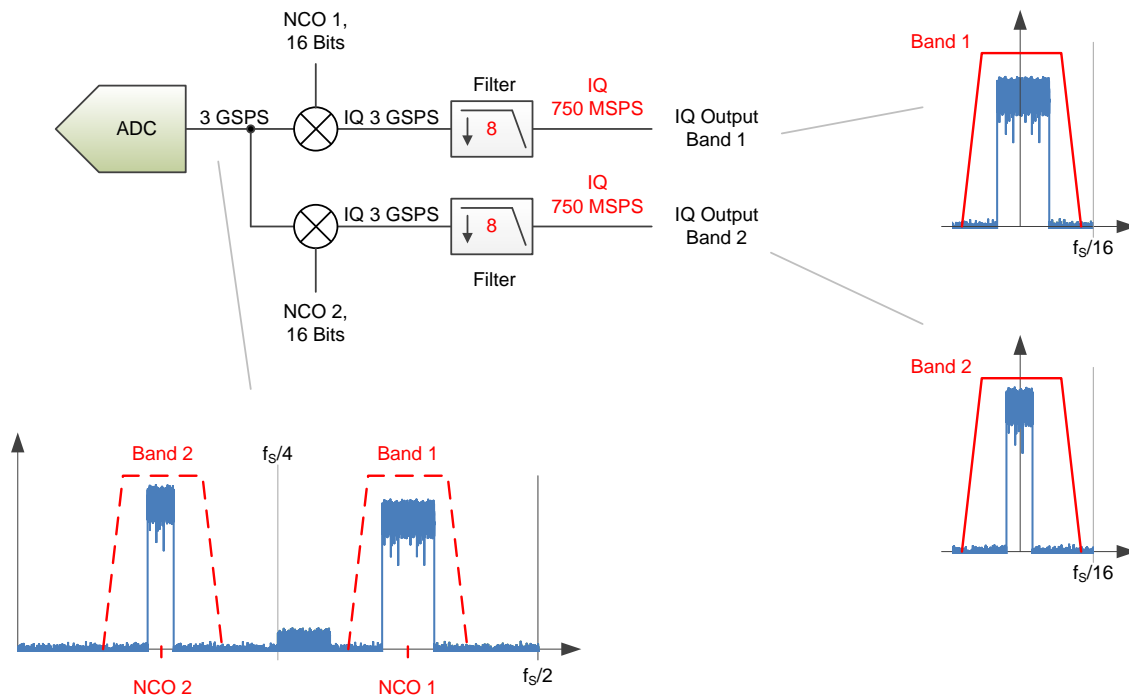 NCO 1,
16 Bits
ADC
3 GSPS
IQ 3 GSPS
Filter
8
IQ
750 MSPS
IQ Output
Band 1
IQ 3 GSPS
8
Filter
IQ
750 MSPS
IQ Output
Band 2
NCO 2,
16 Bits
Band 1
fS/16
Band 2
fS/16
Band 2
fS/4
Band 1
fS/2
NCO 2
NCO 1